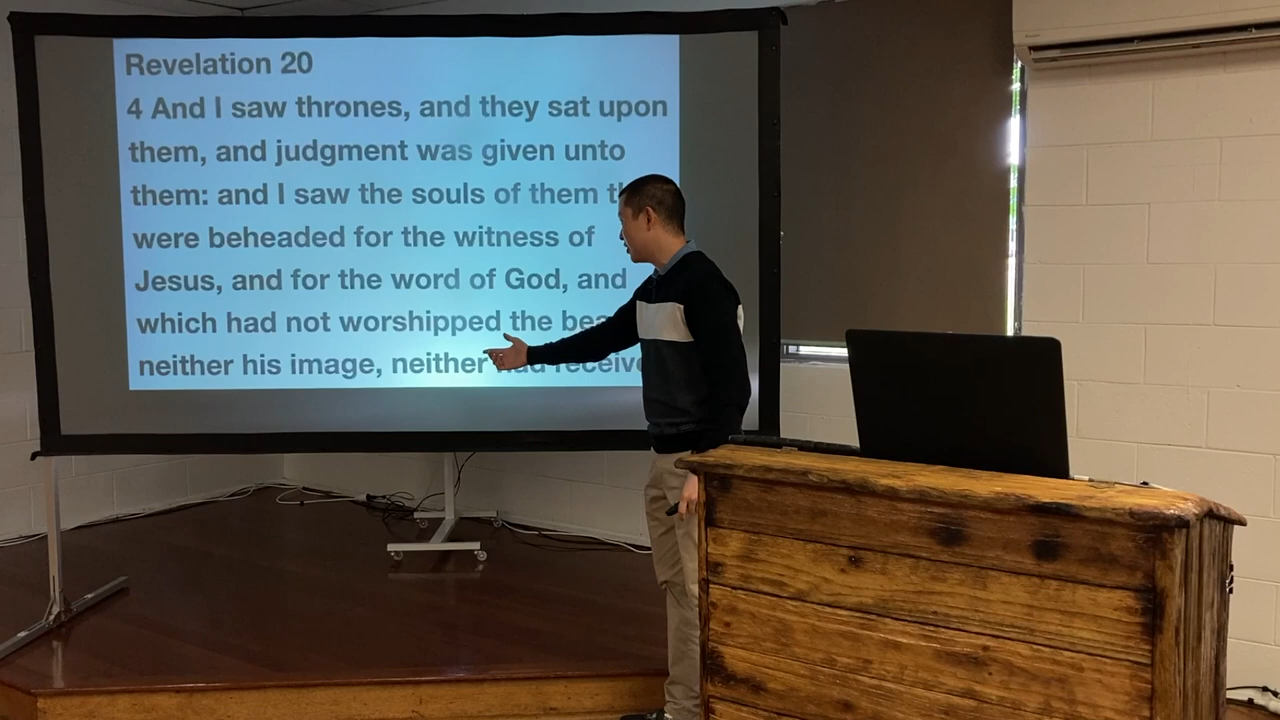 Revelation 20
4 And I saw thrones, and they sat upon
them, and judgment was given unto
them: and I saw the souls of them
were beheaded for the witness of
Jesus, and for the word of God, and
which had not worshipped the
neither his image, neither had